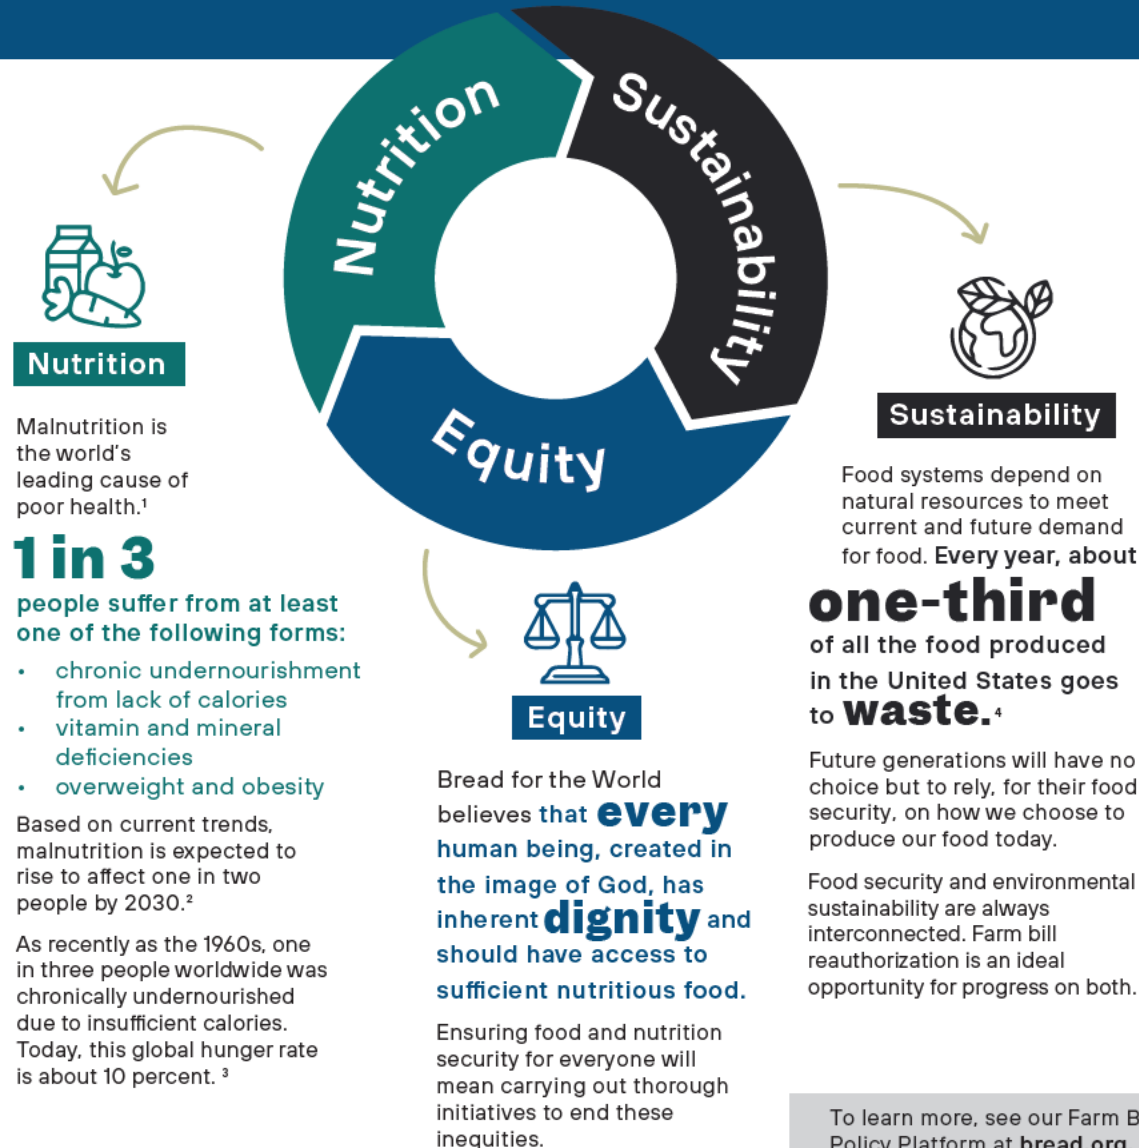 Nutrition
Sustainability
Equity
Nutrition
Malnutrition is
the world's
leading cause of
poor health.¹
1 in 3
people suffer from at least
one of the following forms:
• chronic undernourishment
from lack of calories
• vitamin and mineral
deficiencies
• overweight and obesity
Based on current trends,
malnutrition is expected to
rise to affect one in two
people by 2030.²
As recently as the 1960s, one
in three people worldwide was
chronically undernourished
due to insufficient calories.
Today, this global hunger rate
is about 10 percent. ³
Equity
Bread for the World
believes that every
human being, created in
the image of God, has
inherent dignity and
should have access to
sufficient nutritious food.
Ensuring food and nutrition
security for everyone will
mean carrying out thorough
initiatives to end these
inequities.
Sustainability
Food systems depend on
natural resources to meet
current and future demand
for food. Every year, about
one-third
of all the food produced
in the United States goes
to waste.⁴
Future generations will have no
choice but to rely, for their food
security, on how we choose to
produce our food today.
Food security and environmental
sustainability are always
interconnected. Farm bill
reauthorization is an ideal
opportunity for progress on both.
To learn more, see our Farm B
Policy Platform at bread.org